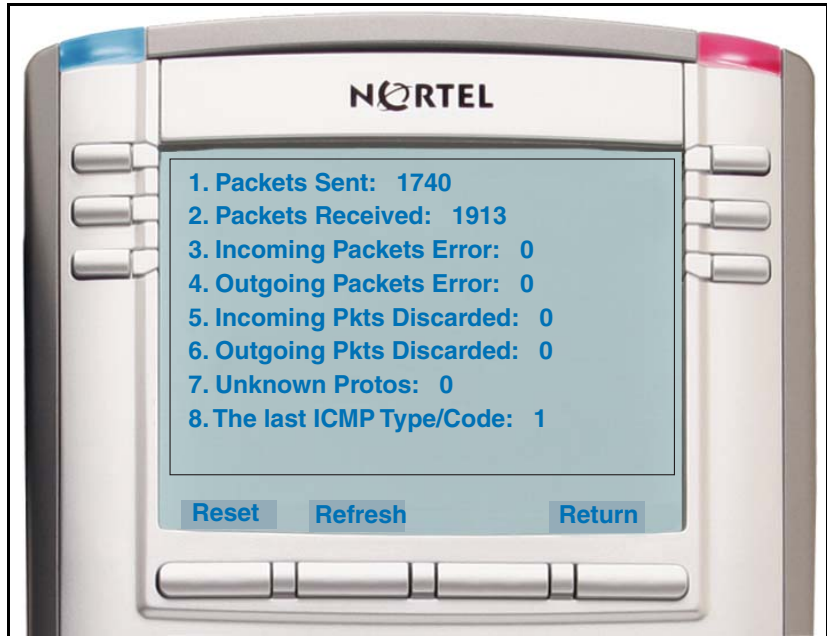 NORTEL
1. Packets Sent: 1740
2. Packets Received: 1913
3. Incoming Packets Error: 0
4. Outgoing Packets Error: 0
5. Incoming Pkts Discarded: 0
6. Outgoing Pkts Discarded: 0
7. Unknown Protos: 0
8. The last ICMP Type/Code: 1
Reset Refresh Return